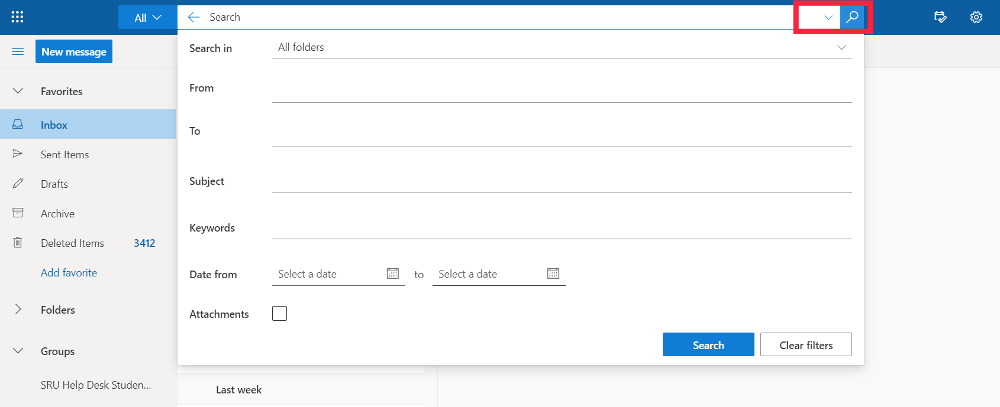 All
Search
New message
Search in
All folders
Favorites
From
Inbox
To
Sent Items
Subject
Drafts
Archive
Keywords
Deleted Items 3412
Add favorite
Date from
Select a date
to
Select a date
Folders
Attachments
Search
Clear filters
Groups
SRU Help Desk Studen...
Last week